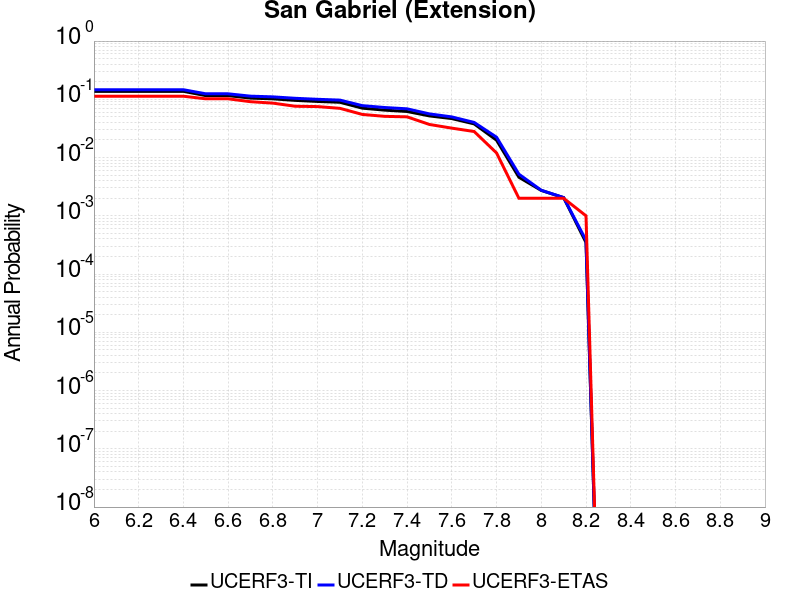 San Gabriel (Extension)
10^0
10^-1
10^-2
10^-3
10^-4
10^-5
10^-6
10^-7
10^-8
Annual Probability
6 6.2 6.4 6.6 6.8 7 7.2 7.4 7.6 7.8 8 8.2 8.4 8.6 8.8 9
Magnitude
UCERF3-TI UCERF3-TD UCERF3-ETAS